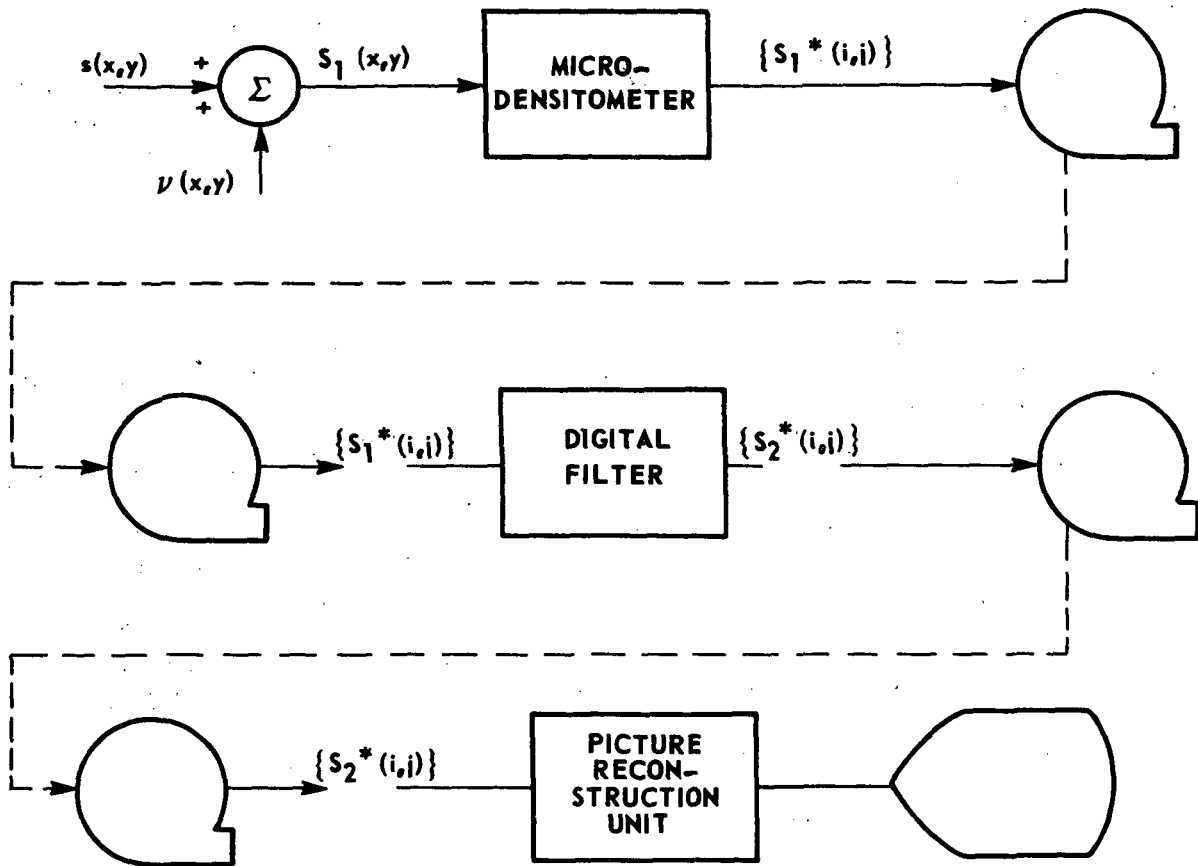 s(x,y)
+
+
Σ
S₁ (x,y)
ν(x,y)
MICRO-
DENSITOMETER
{S₁*(i,j)}
{S₁*(i,j)}
DIGITAL
FILTER
{S₂*(i,j)}
{S₂*(i,j)}
PICTURE
RECON-
STRUCTION
UNIT